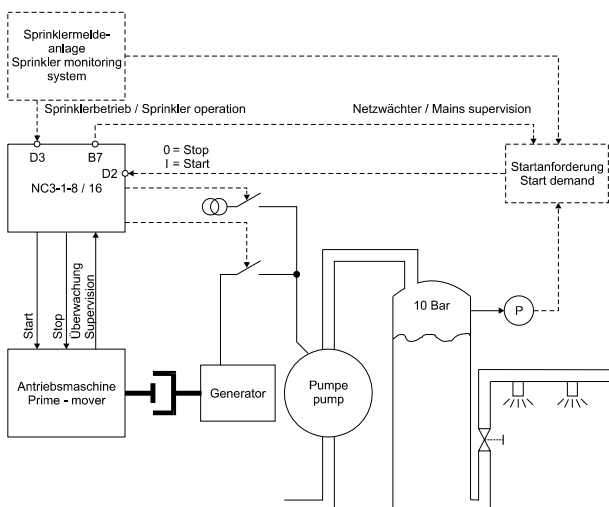 Sprinklermelde-
anlage
Sprinkler monitoring
system
Sprinklerbetrieb / Sprinkler operation
Netzwächter / Mains supervision
D3
B7
D2
NC3-1-8 / 16
0 = Stop
I = Start
Startanforderung
Start demand
Start
Stop
Überwachung
Supervision
10 Bar
P
Antriebsmaschine
Prime - mover
Generator
Pumpe
pump